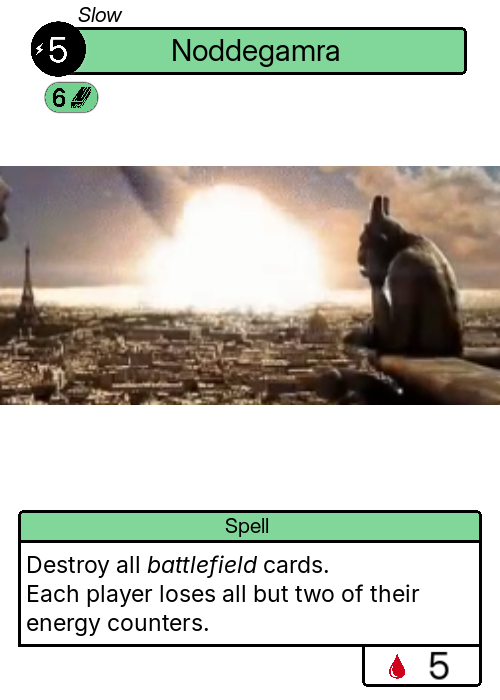 Slow
5
Noddegamra
6
Spell
Destroy all battlefield cards.
Each player loses all but two of their
energy counters.
5